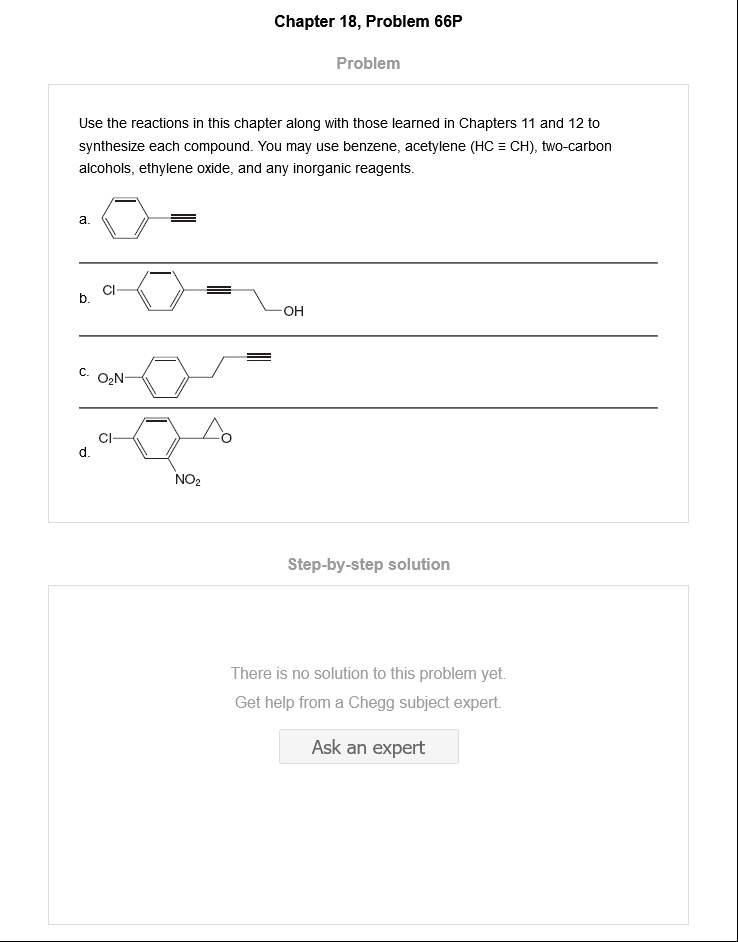 Chapter 18, Problem 66P
Problem
Use the reactions in this chapter along with those learned in Chapters 11 and 12 to
synthesize each compound. You may use benzene, acetylene (HC ≡ CH), two-carbon
alcohols, ethylene oxide, and any inorganic reagents.
a.
b. Cl OH
c. O₂N
d. Cl O
NO₂
Step-by-step solution
There is no solution to this problem yet.
Get help from a Chegg subject expert.
Ask an expert